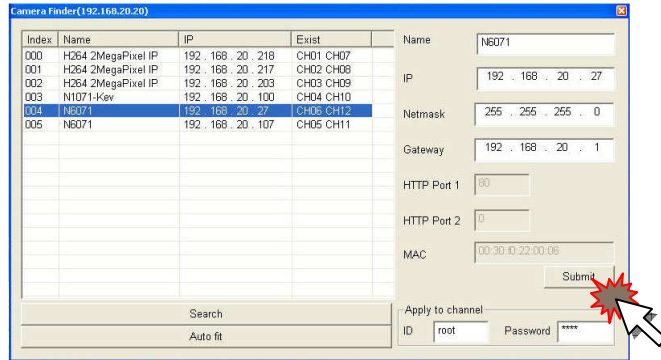 Camera Finder(192.168.20.20)
Index Name IP Exist
000 H264 2MegaPixel IP 192 . 168 . 20 . 218 CH01 CH07
001 H264 2MegaPixel IP 192 . 168 . 20 . 217 CH02 CH08
002 H264 2MegaPixel IP 192 . 168 . 20 . 203 CH03 CH09
003 N1071-Kev 192 . 168 . 20 . 100 CH04 CH10
004 N6071 192 . 168 . 20 . 27 CH06 CH12
005 N6071 192 . 168 . 20 . 107 CH05 CH11
Search
Auto fit
Name N6071
IP 192 . 168 . 20 . 27
Netmask 255 . 255 . 255 . 0
Gateway 192 . 168 . 20 . 1
HTTP Port 1 80
HTTP Port 2 0
MAC 00:30:f0:22:00:06
Submit
Apply to channel
ID root Password ****